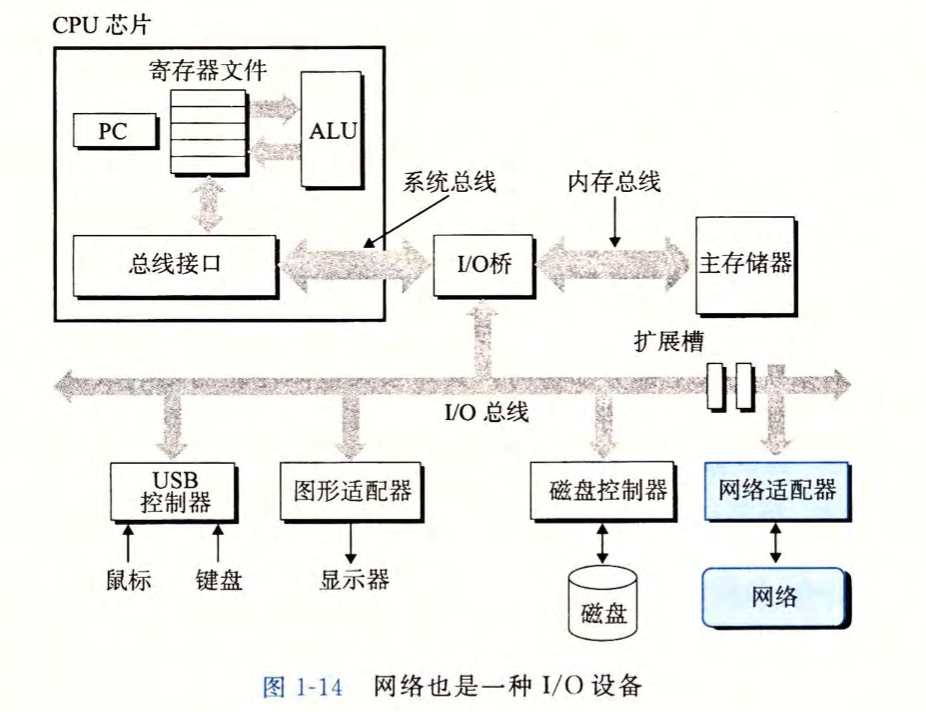 CPU 芯片
寄存器文件
PC
ALU
系统总线
内存总线
总线接口
I/O桥
主存储器
扩展槽
I/O 总线
USB
控制器
图形适配器
磁盘控制器
网络适配器
鼠标
键盘
显示器
磁盘
网络
图 1-14 网络也是一种 I/O 设备